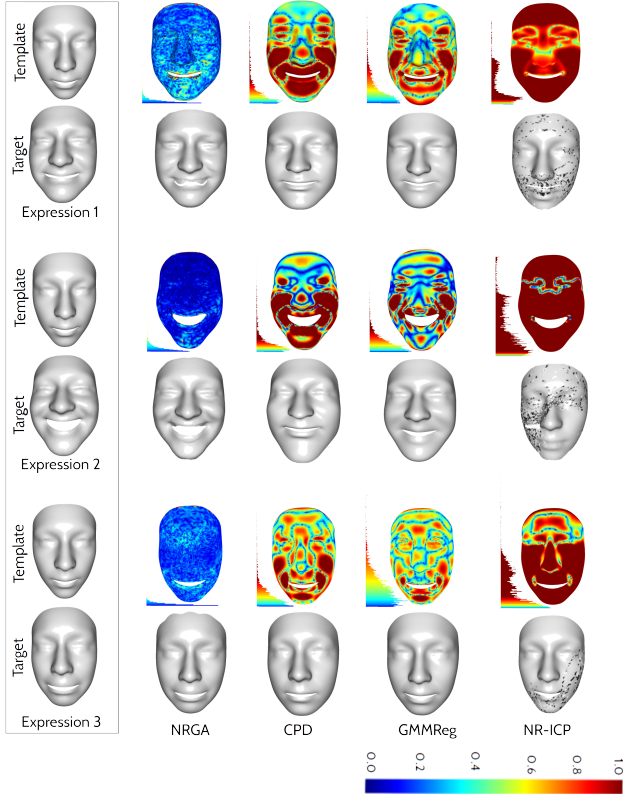 Template
Target
Expression 1
Template
Target
Expression 2
Template
Target
Expression 3
NRGA
CPD
GMMReg
NR-ICP
0.0
0.2
0.4
0.6
0.8
1.0